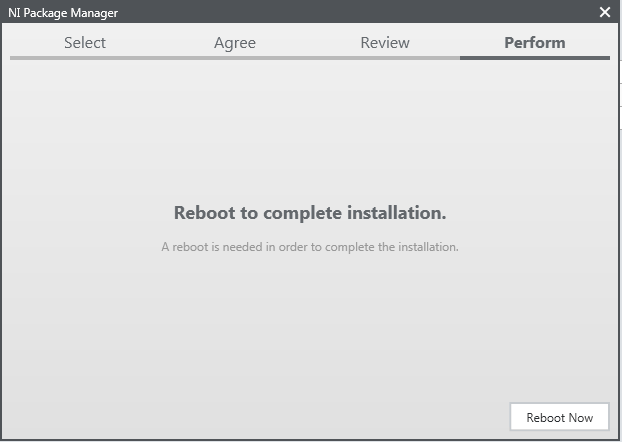 NI Package Manager
Select Agree Review Perform
Reboot to complete installation.
A reboot is needed in order to complete the installation.
Reboot Now